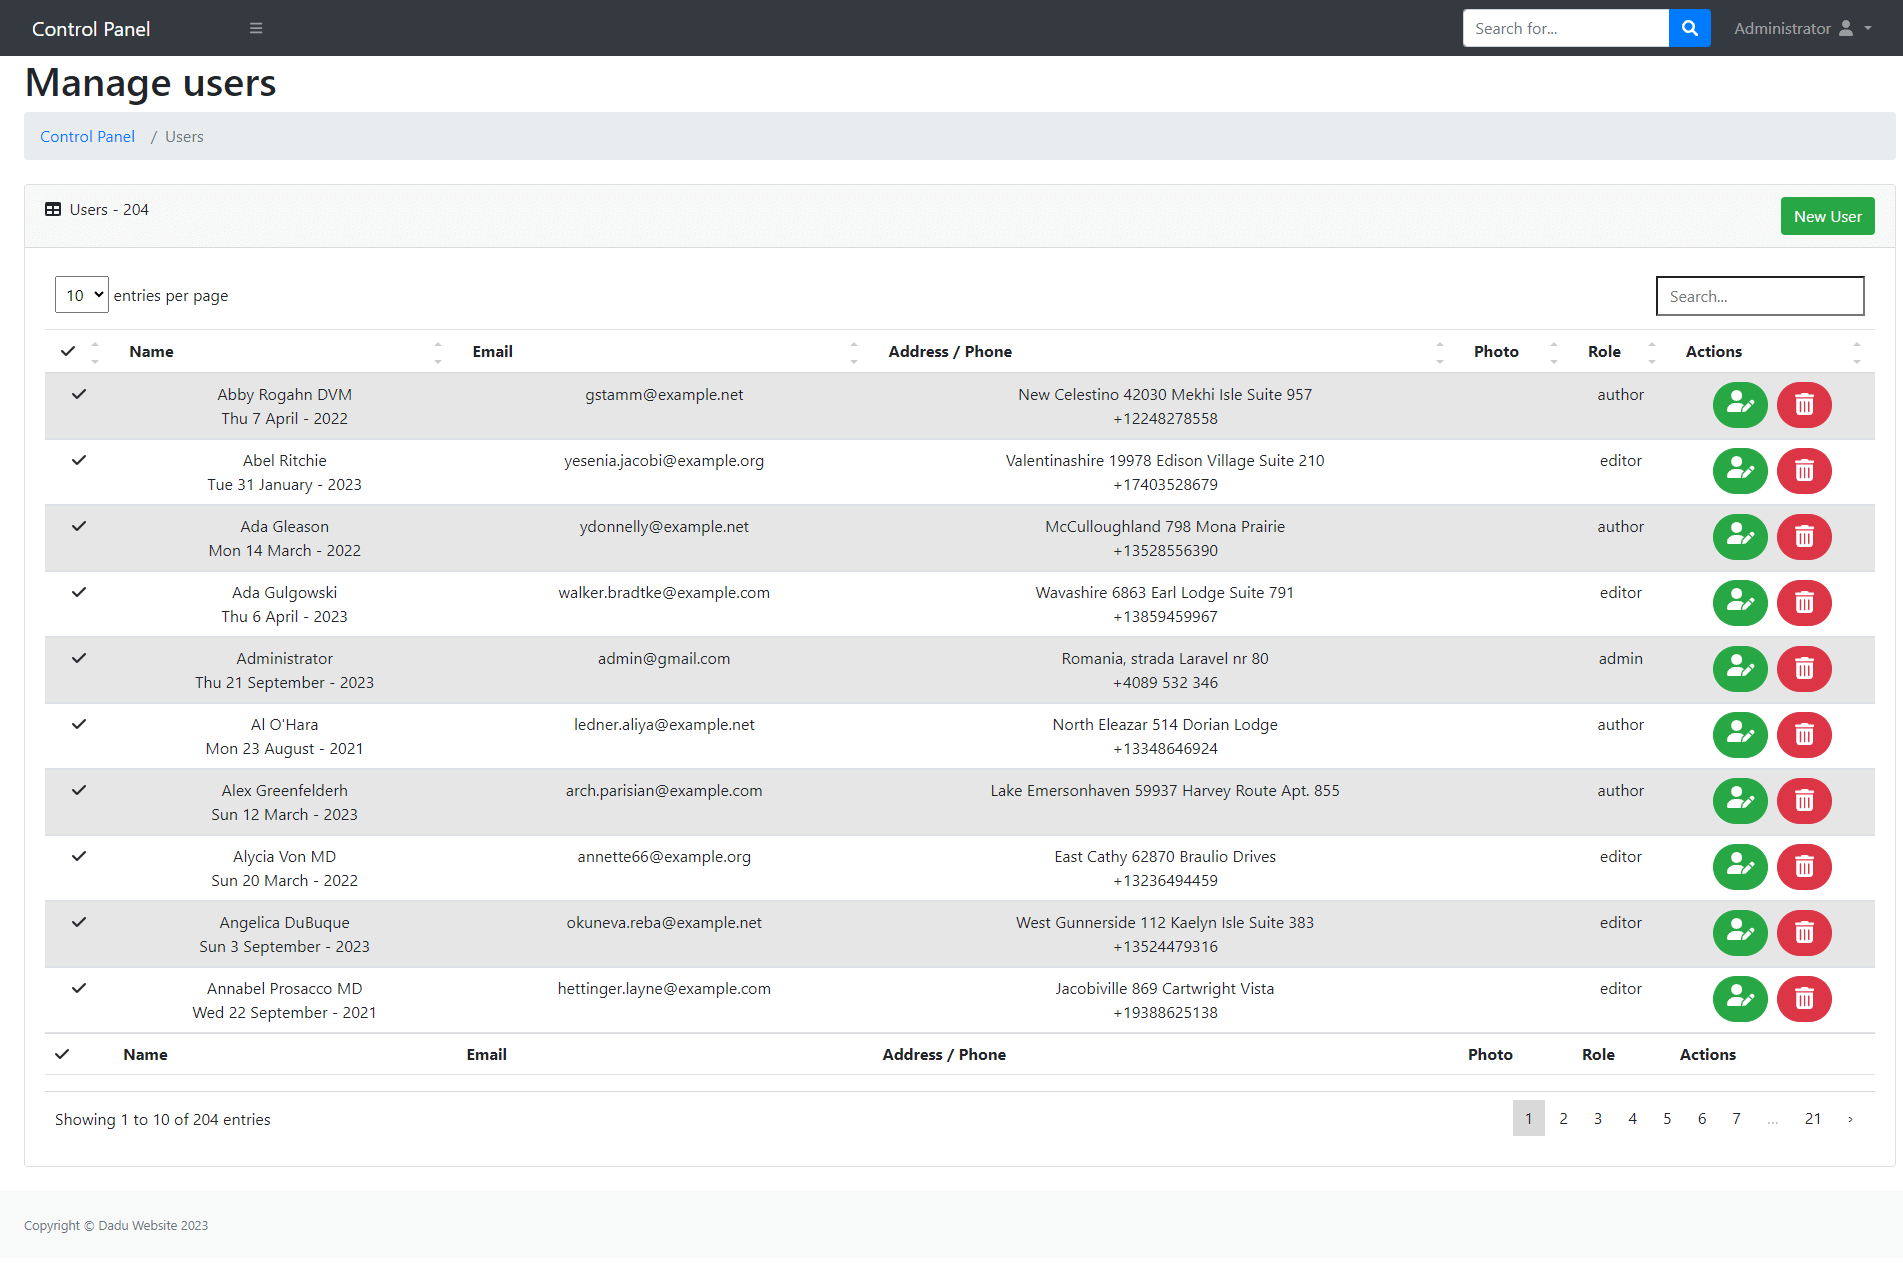 Control Panel
Search for...
Administrator
Manage users
Control Panel / Users
Users - 204
New User
10 entries per page
Search...
Name Email Address / Phone Photo Role Actions
Abby Rogahn DVM gstamm@example.net New Celestino 42030 Mekhi Isle Suite 957 author
Thu 7 April - 2022 +12248278558
Abel Ritchie yesenia.jacobi@example.org Valentinashire 19978 Edison Village Suite 210 editor
Tue 31 January - 2023 +17403528679
Ada Gleason ydonnelly@example.net McCulloughland 798 Mona Prairie author
Mon 14 March - 2022 +13528556390
Ada Gulgowski walker.bradtke@example.com Wavashire 6863 Earl Lodge Suite 791 editor
Thu 6 April - 2023 +13859459967
Administrator admin@gmail.com Romania, strada Laravel nr 80 admin
Thu 21 September - 2023 +4089 532 346
Al O'Hara ledner.aliya@example.net North Eleazar 514 Dorian Lodge author
Mon 23 August - 2021 +13348646924
Alex Greenfelderh arch.parisian@example.com Lake Emersonhaven 59937 Harvey Route Apt. 855 author
Sun 12 March - 2023
Alycia Von MD annette66@example.org East Cathy 62870 Braulio Drives editor
Sun 20 March - 2022 +13236494459
Angelica DuBuque okuneva.reba@example.net West Gunnerside 112 Kaelyn Isle Suite 383 editor
Sun 3 September - 2023 +13524479316
Annabel Prosacco MD hettinger.layne@example.com Jacobiville 869 Cartwright Vista editor
Wed 22 September - 2021 +19388625138
Name Email Address / Phone Photo Role Actions
Showing 1 to 10 of 204 entries
1 2 3 4 5 6 7 ... 21 ›
Copyright © Dadu Website 2023